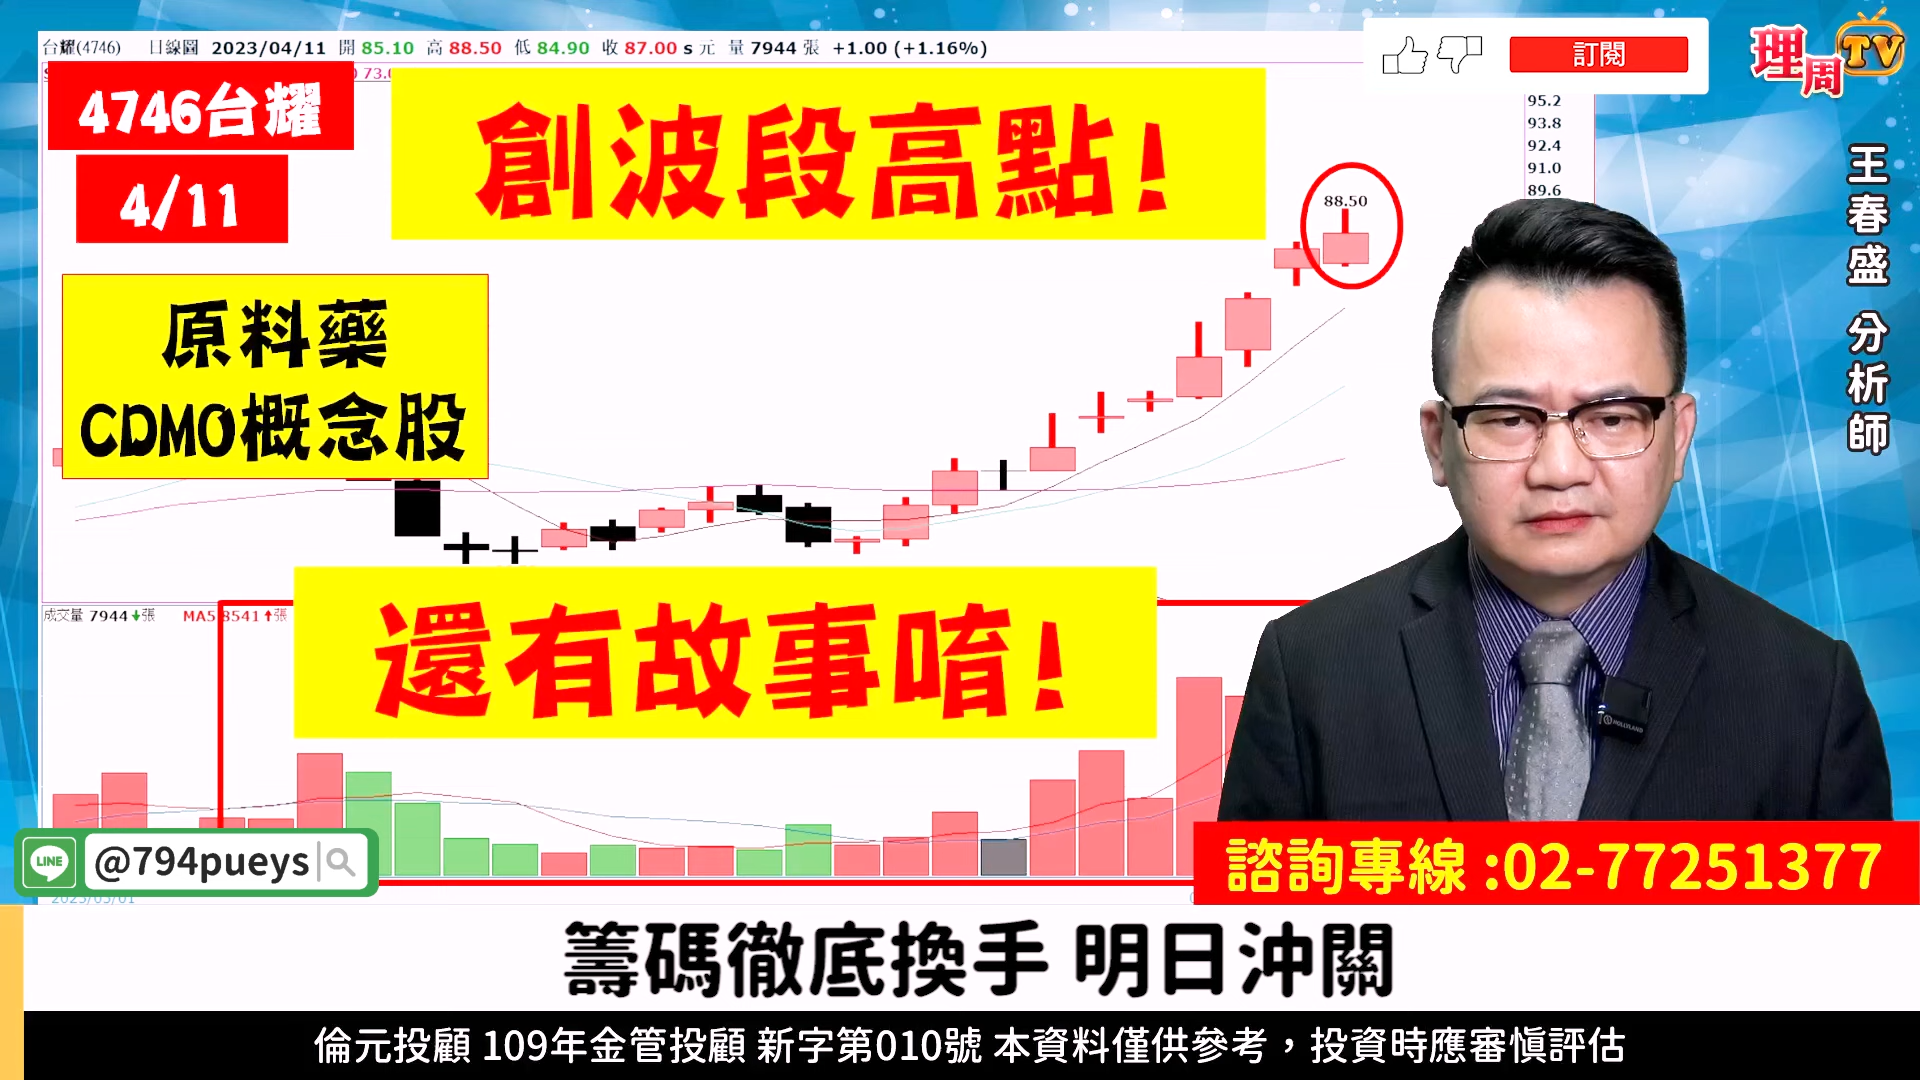 台耀(4746) 日線圖 2023/04/11 開 85.10 高 88.50 低 84.90 收 87.00 s 元 量 7944 張 +1.00 (+1.16%)
訂閱
理周TV
4746台耀
4/11
創波段高點!
95.2
93.8
92.4
91.0
89.6
88.50
王春盛 分析師
原料藥
CDMO概念股
成交量 7944↓張 MA5 8541↑張
還有故事唷!
HOLLYLAND
LINE
@794pueys
諮詢專線 :02-77251377
籌碼徹底換手 明日沖關
倫元投顧 109年金管投顧 新字第010號 本資料僅供參考，投資時應審慎評估